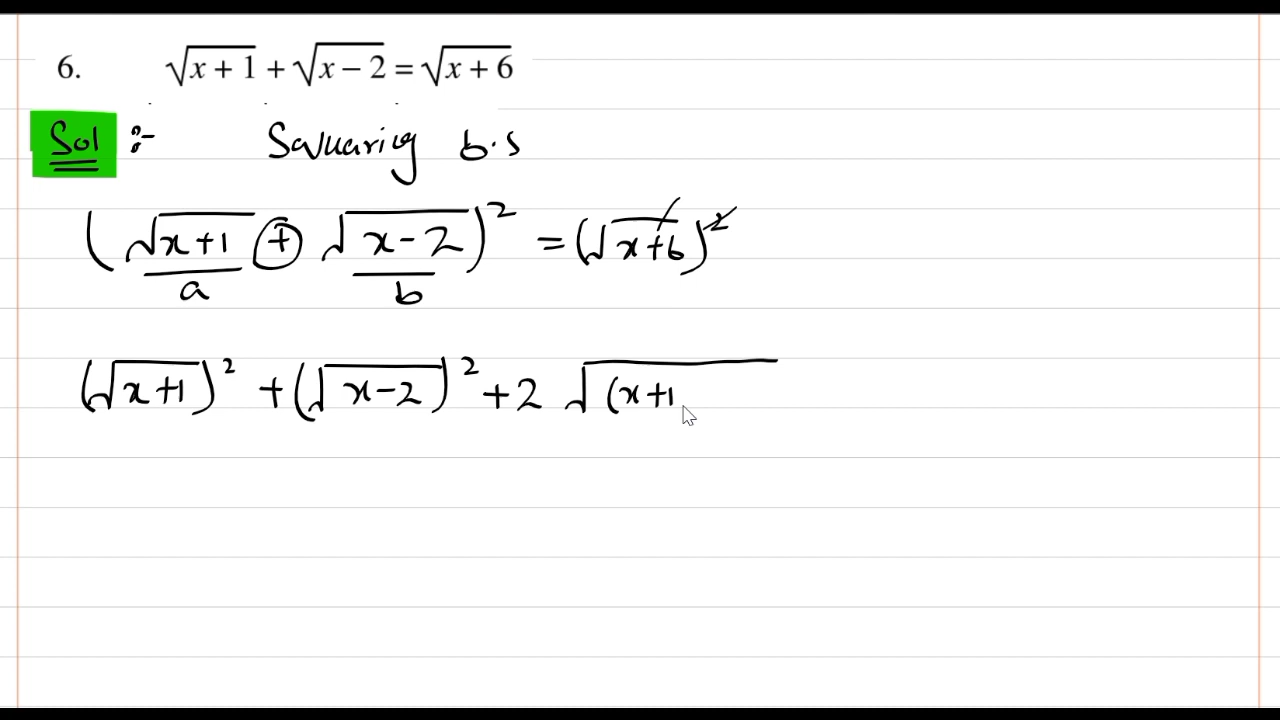 6. √x + 1 + √x − 2 = √x + 6
Sol :- Squaring b.s
(√x+1 + √x-2)² = (√x+6)²
a b
(√x+1)² + (√x-2)² + 2 √(x+1